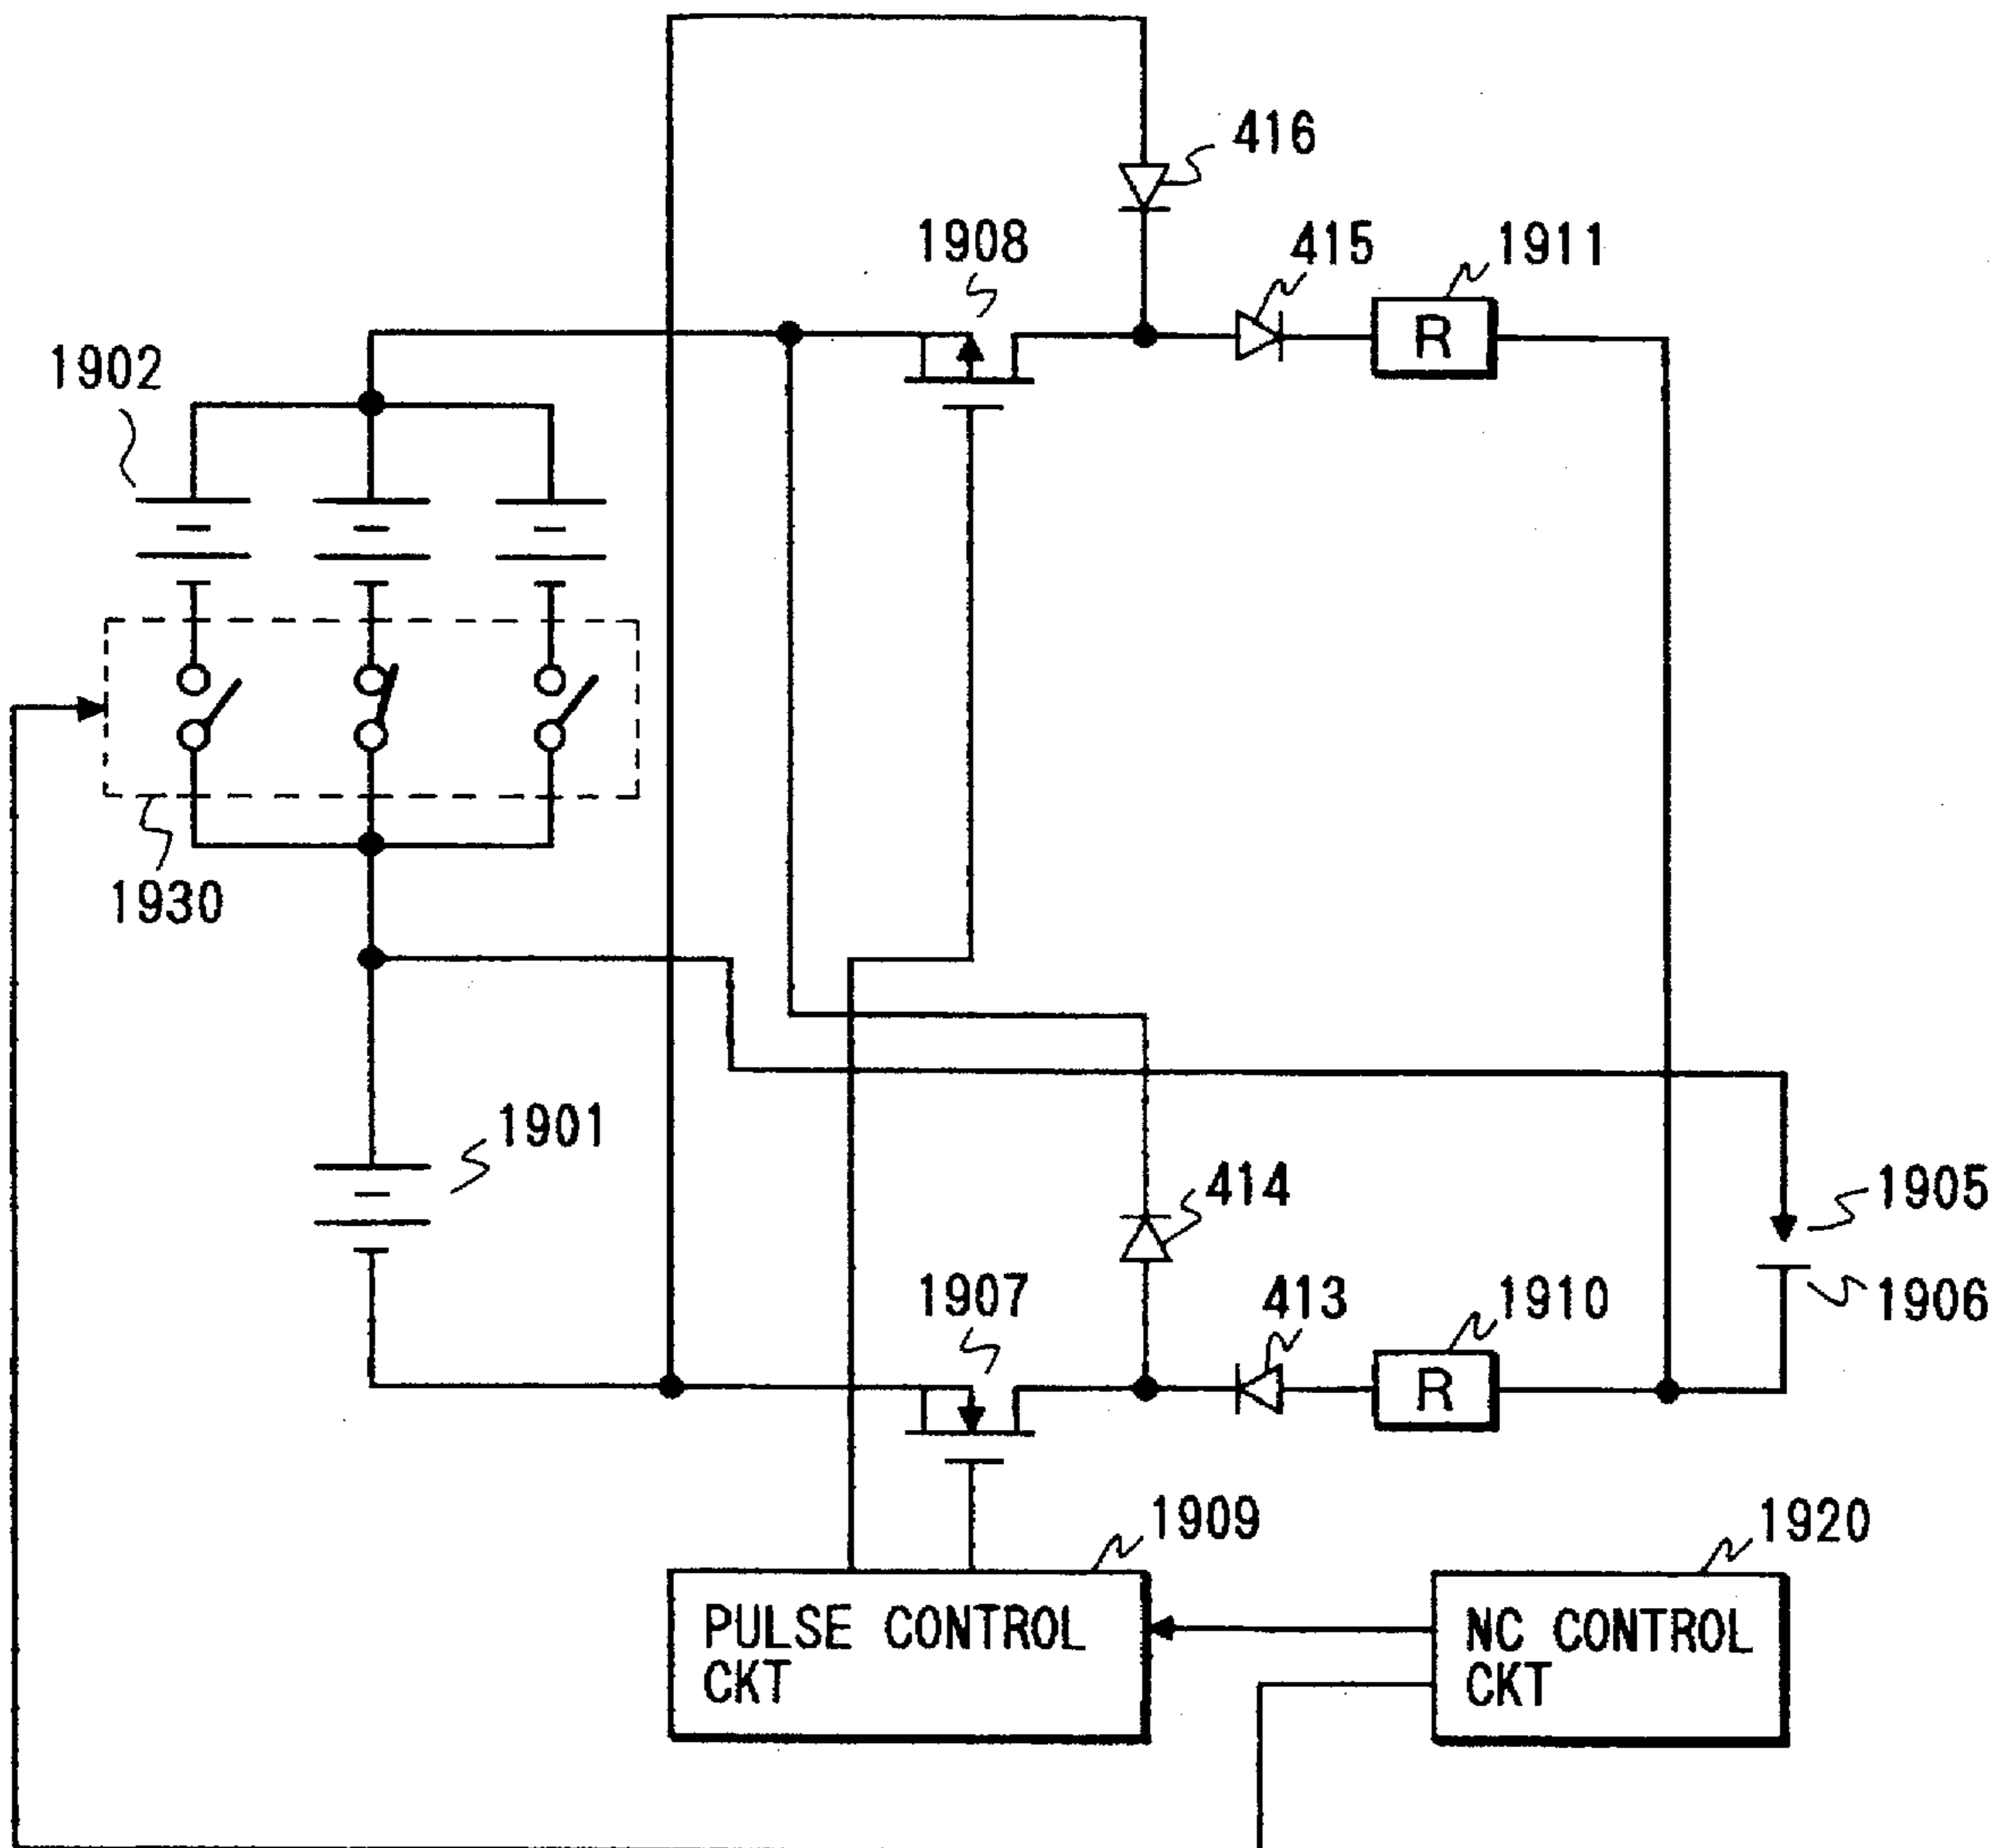 416
1908
415
1911
R
1902
1930
1901
414
1905
1907
413
1910
1906
R
1909
1920
PULSE CONTROL
CKT
NC CONTROL
CKT